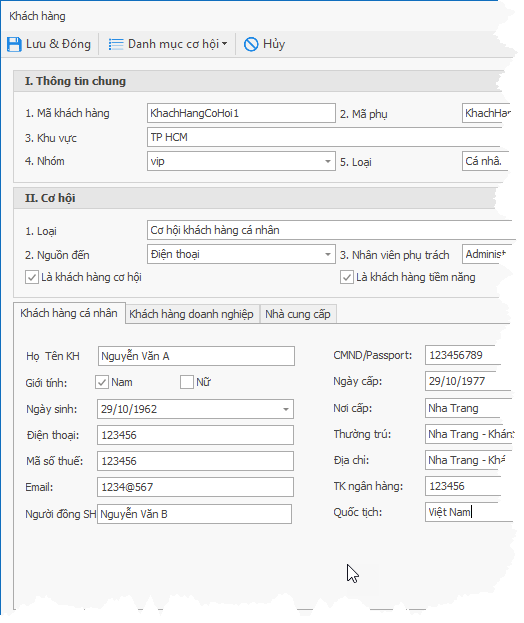 Khách hàng
Lưu & Đóng Danh mục cơ hội Hủy
I. Thông tin chung
1. Mã khách hàng KhachHangCoHoi1 2. Mã phụ KhachHan
3. Khu vực TP HCM
4. Nhóm vip 5. Loại Cá nhâ
II. Cơ hội
1. Loại Cơ hội khách hàng cá nhân
2. Nguồn đến Điện thoại 3. Nhân viên phụ trách Administ
Là khách hàng cơ hội Là khách hàng tiềm năng
Khách hàng cá nhân Khách hàng doanh nghiệp Nhà cung cấp
Họ Tên KH Nguyễn Văn A CMND/Passport: 123456789
Giới tính: Nam Nữ Ngày cấp: 29/10/1977
Ngày sinh: 29/10/1962 Nơi cấp: Nha Trang
Điện thoại: 123456 Thường trú: Nha Trang - Khán
Mã số thuế: 123456 Địa chỉ: Nha Trang - Khá
Email: 1234@567 TK ngân hàng: 123456
Người đồng SH Nguyễn Văn B Quốc tịch: Việt Nam